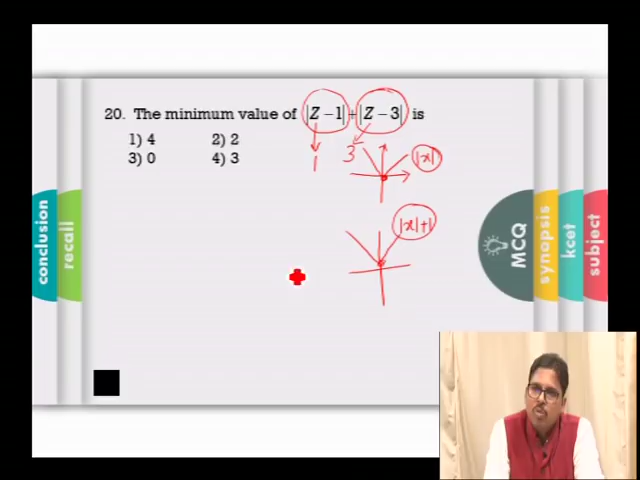 20. The minimum value of |Z − 1| + |Z − 3| is
1) 4 2) 2
3) 0 4) 3
1 3
|x|
|x|+1
conclusion
recall
MCQ
synopsis
kcet
subject